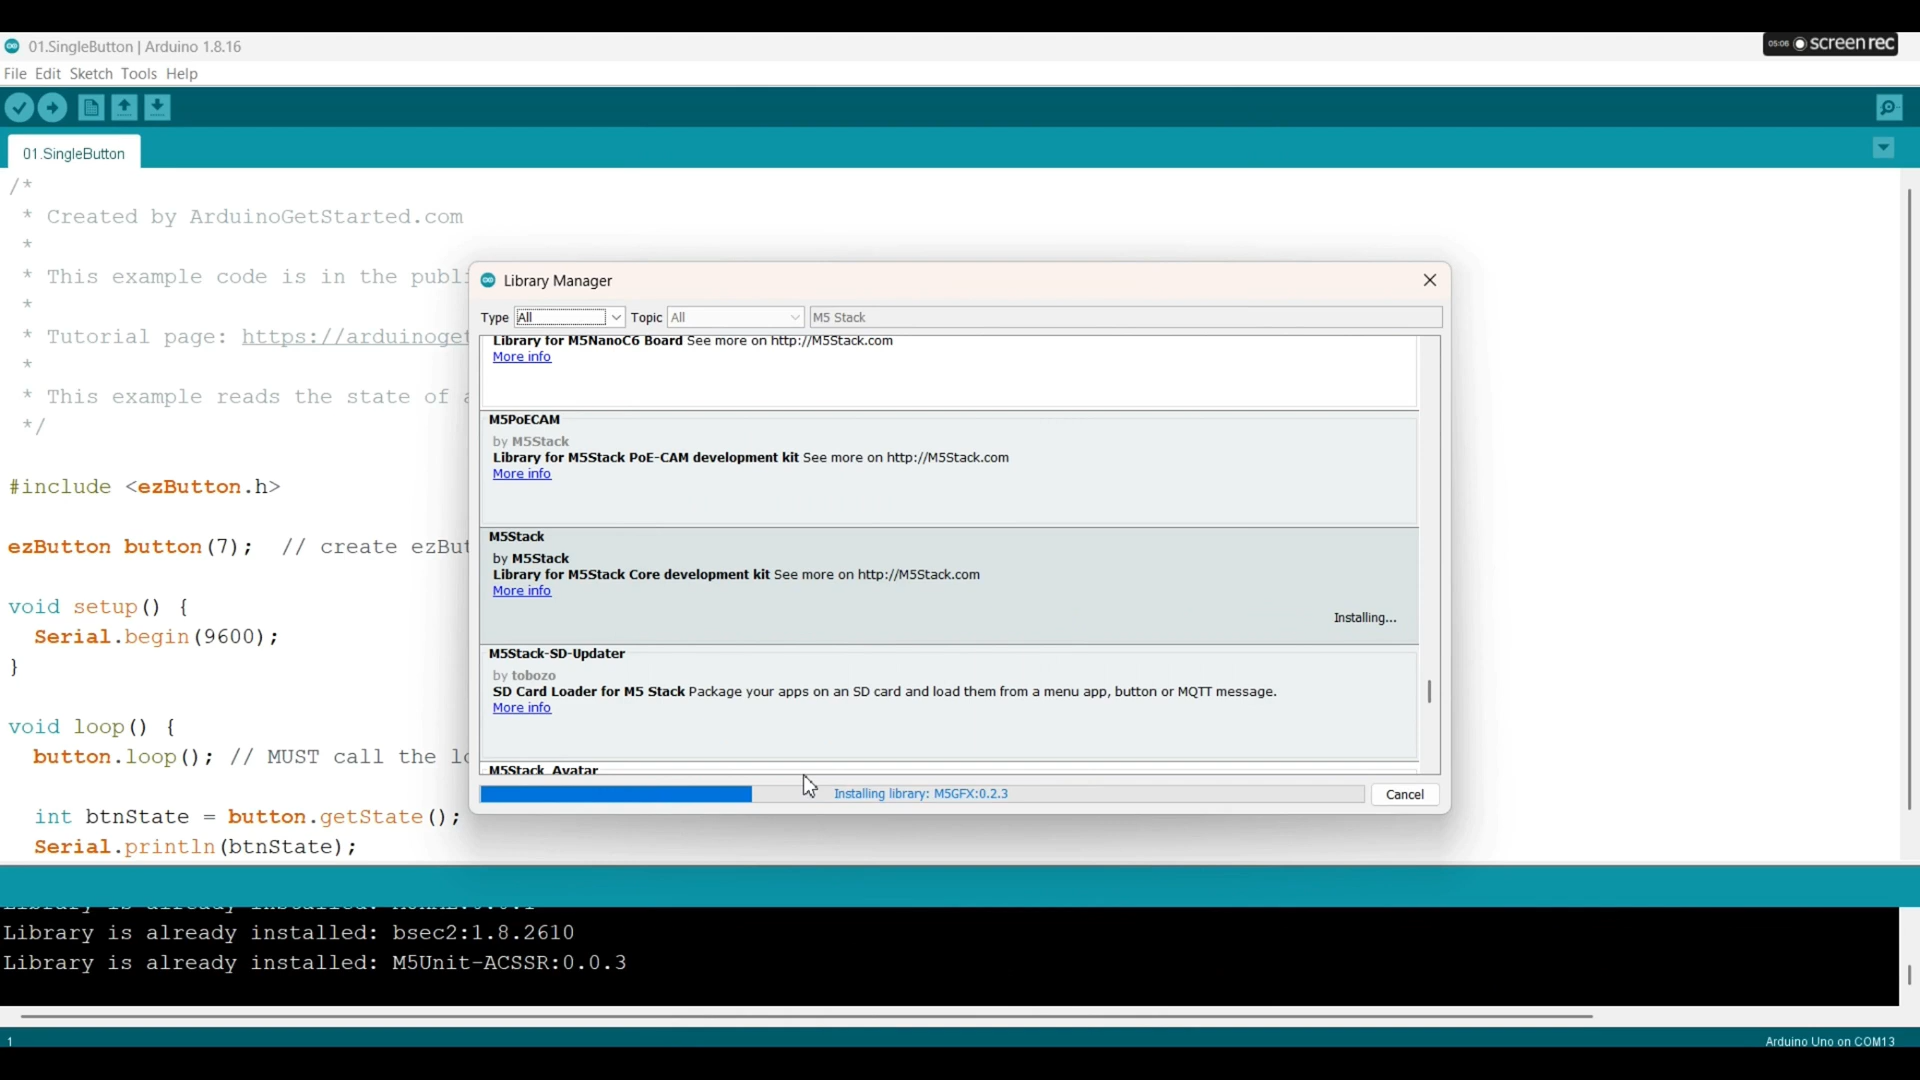 01.SingleButton | Arduino 1.8.16
05:06 screenrec
File Edit Sketch Tools Help
01.SingleButton
/*
* Created by ArduinoGetStarted.com
*
* This example code is in the publi
*
* Tutorial page: https://arduinoget
*
* This example reads the state of a
*/
#include <ezButton.h>
ezButton button(7);  // create ezBut
void setup() {
Serial.begin(9600);
}
void loop() {
button.loop(); // MUST call the lo
int btnState = button.getState();
Serial.println(btnState);
Library Manager
Type All Topic All M5 Stack
Library for M5NanoC6 Board See more on http://M5Stack.com
More info
M5PoECAM
by M5Stack
Library for M5Stack PoE-CAM development kit See more on http://M5Stack.com
More info
M5Stack
by M5Stack
Library for M5Stack Core development kit See more on http://M5Stack.com
More info
Installing...
M5Stack-SD-Updater
by tobozo
SD Card Loader for M5 Stack Package your apps on an SD card and load them from a menu app, button or MQTT message.
More info
M5Stack_Avatar
Installing library: M5GFX:0.2.3
Cancel
Library is already installed:
Library is already installed: bsec2:1.8.2610
Library is already installed: M5Unit-ACSSR:0.0.3
1
Arduino Uno on COM13